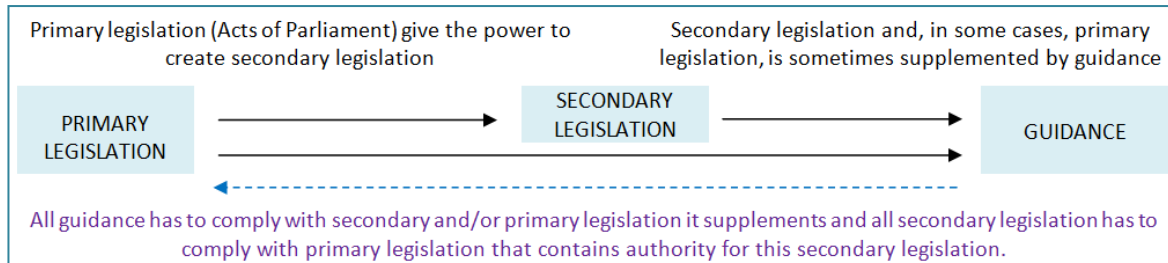 Primary legislation (Acts of Parliament) give the power to
create secondary legislation
Secondary legislation and, in some cases, primary
legislation, is sometimes supplemented by guidance
PRIMARY
LEGISLATION
SECONDARY
LEGISLATION
GUIDANCE
All guidance has to comply with secondary and/or primary legislation it supplements and all secondary legislation has to
comply with primary legislation that contains authority for this secondary legislation.